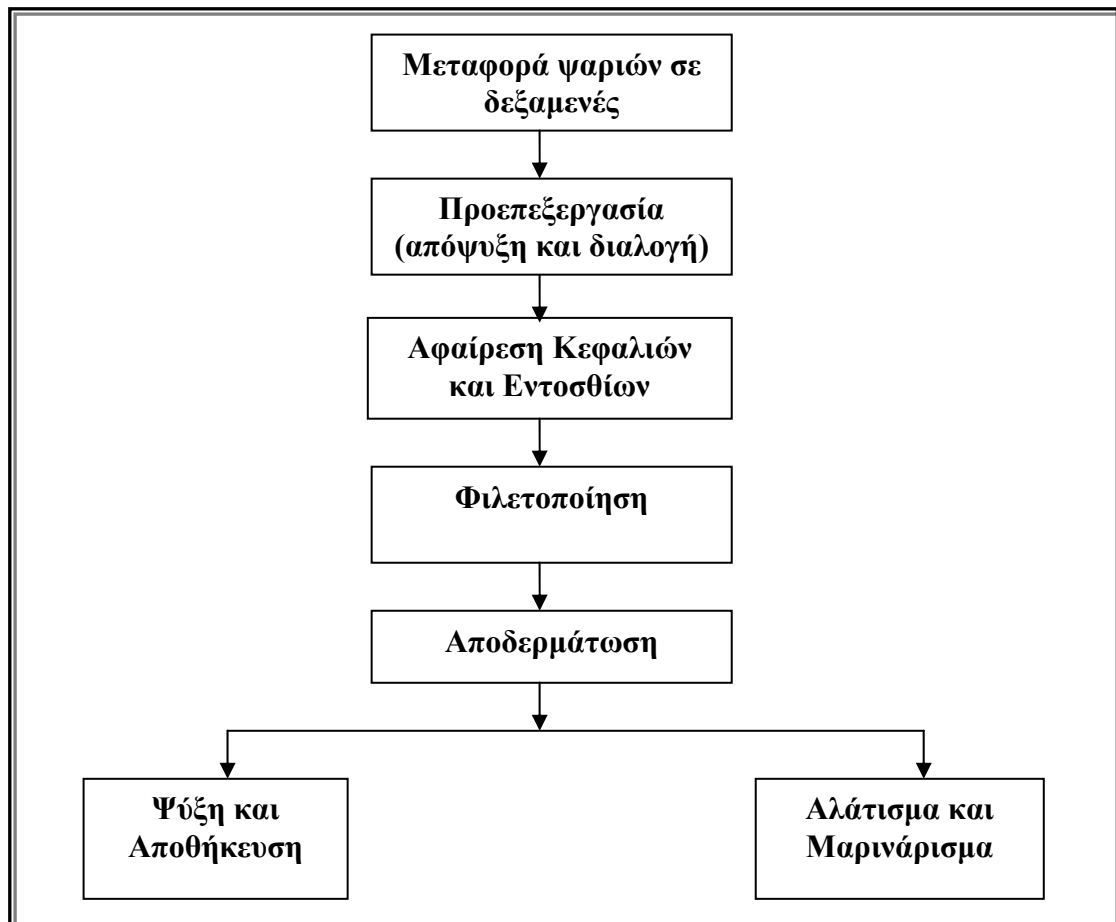 Μεταφορά ψαριών σε
δεξαμενές
Προεπεξεργασία
(απόψυξη και διαλογή)
Αφαίρεση Κεφαλιών
και Εντοσθίων
Φιλετοποίηση
Αποδερμάτωση
Ψύξη και
Αποθήκευση
Αλάτισμα και
Μαρινάρισμα